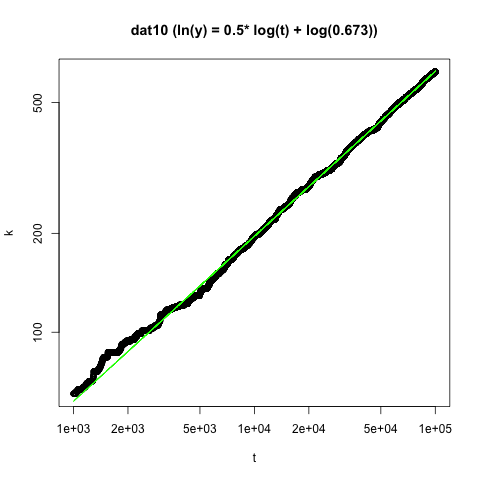 dat10 (ln(y) = 0.5* log(t) + log(0.673))
500
200
100
k
1e+03 2e+03 5e+03 1e+04 2e+04 5e+04 1e+05
t